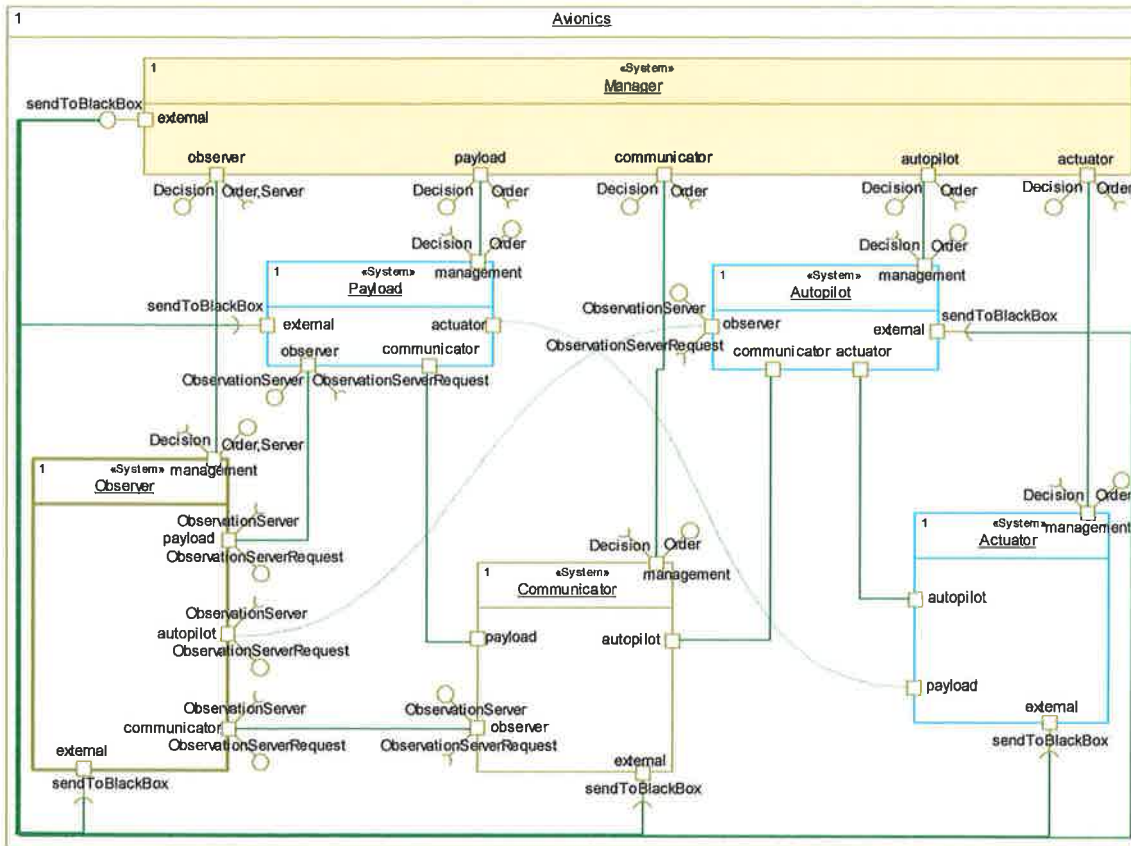 1 Avionics
1 «System»
Manager
sendToBlackBox
external
observer payload communicator autopilot actuator
Decision Order,Server Decision Order Decision Order Decision Order Decision Order
Decision Order
management
1 «System»
Payload
sendToBlackBox
external actuator
observer communicator
ObservationServer ObservationServerRequest
Decision Order
management
1 «System»
Autopilot
ObservationServer
observer
ObservationServerRequest
sendToBlackBox
external
communicator actuator
Decision Order,Server
management
1 «System»
Observer
ObservationServer
payload
ObservationServerRequest
ObservationServer
autopilot
ObservationServerRequest
ObservationServer
communicator
ObservationServerRequest
external
sendToBlackBox
Decision Order
management
1 «System»
Communicator
payload autopilot
ObservationServer
observer
ObservationServerRequest
external
sendToBlackBox
Decision Order
management
1 «System»
Actuator
autopilot
payload
external
sendToBlackBox